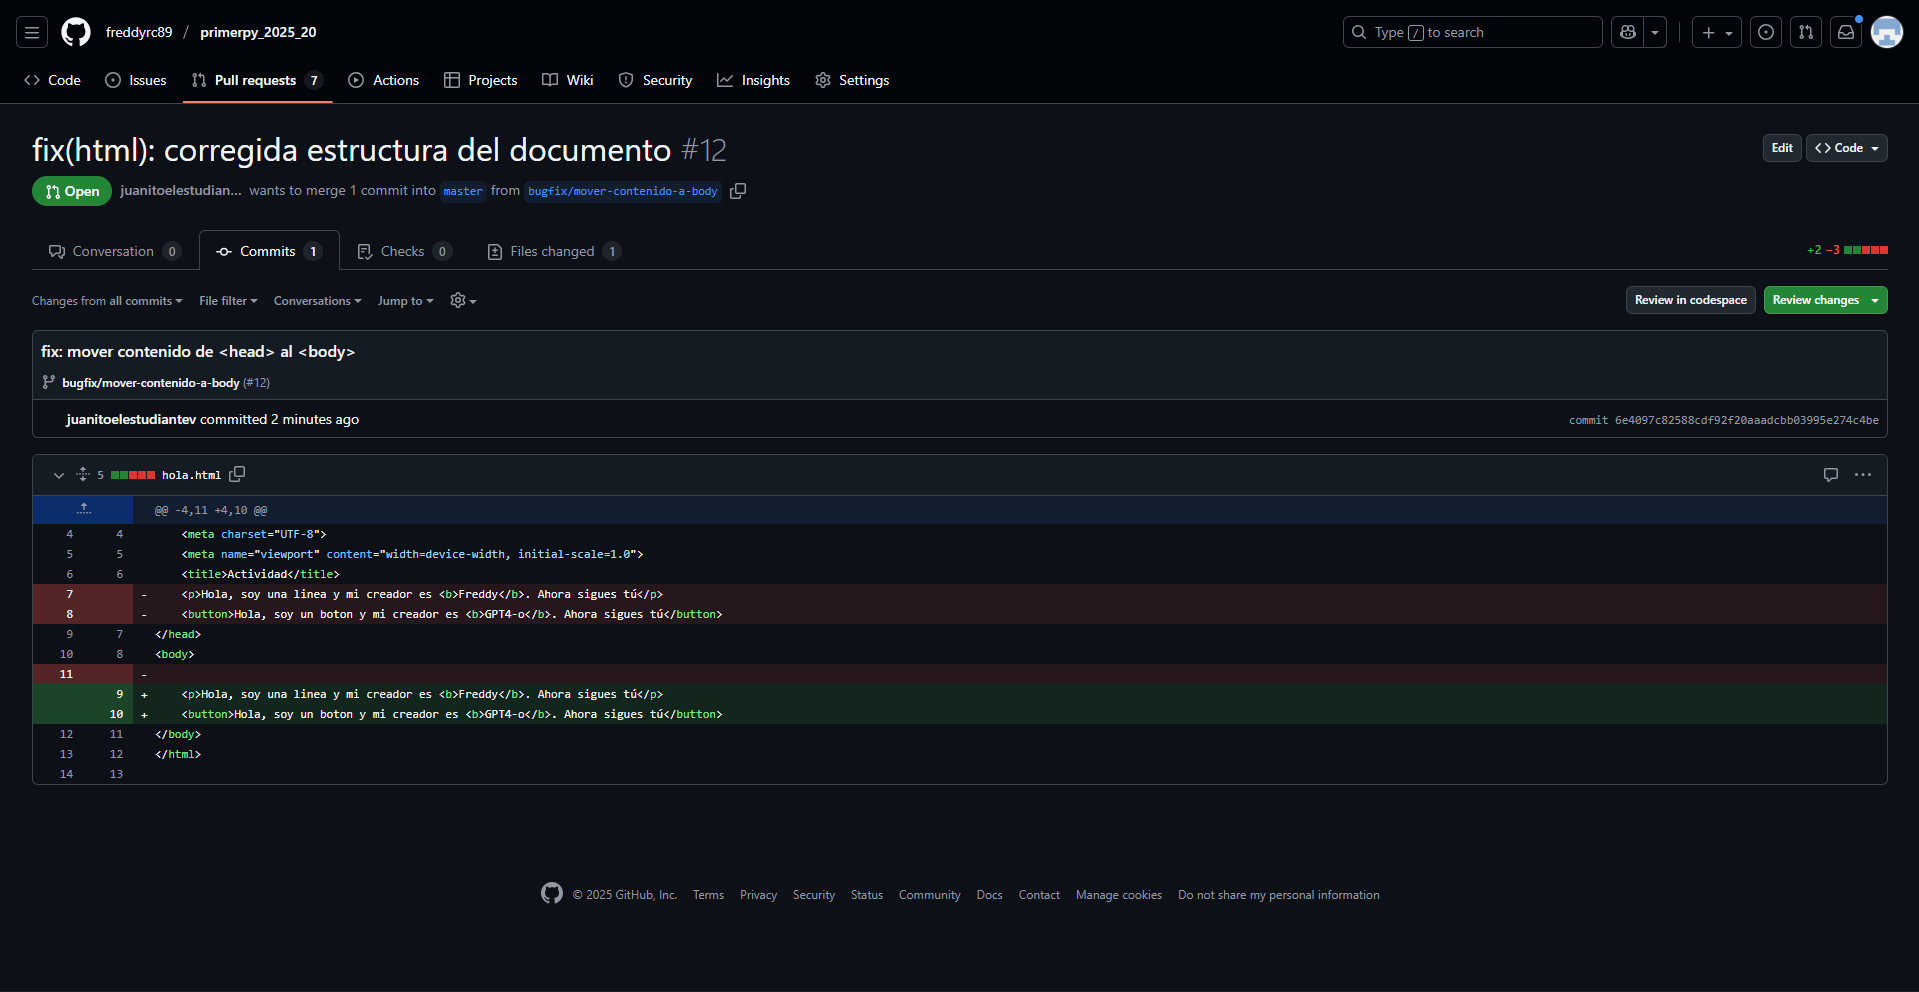 freddyrc89 / primerpy_2025_20
Type / to search
Code Issues Pull requests 7 Actions Projects Wiki Security Insights Settings
fix(html): corregida estructura del documento #12
Edit Code
Open juanitoelestudian... wants to merge 1 commit into master from bugfix/mover-contenido-a-body
Conversation 0 Commits 1 Checks 0 Files changed 1
+2 −3
Changes from all commits File filter Conversations Jump to
Review in codespace Review changes
fix: mover contenido de <head> al <body>
bugfix/mover-contenido-a-body (#12)
juanitoelestudiantev committed 2 minutes ago
commit 6e4097c82588cdf92f20aaadcbb03995e274c4be
5 hola.html
@@ -4,11 +4,10 @@
4 4 <meta charset="UTF-8">
5 5 <meta name="viewport" content="width=device-width, initial-scale=1.0">
6 6 <title>Actividad</title>
7 - <p>Hola, soy una linea y mi creador es <b>Freddy</b>. Ahora sigues tú</p>
8 - <button>Hola, soy un boton y mi creador es <b>GPT4-o</b>. Ahora sigues tú</button>
9 7 </head>
10 8 <body>
11 -
9 + <p>Hola, soy una linea y mi creador es <b>Freddy</b>. Ahora sigues tú</p>
10 + <button>Hola, soy un boton y mi creador es <b>GPT4-o</b>. Ahora sigues tú</button>
12 11 </body>
13 12 </html>
14 13
© 2025 GitHub, Inc. Terms Privacy Security Status Community Docs Contact Manage cookies Do not share my personal information